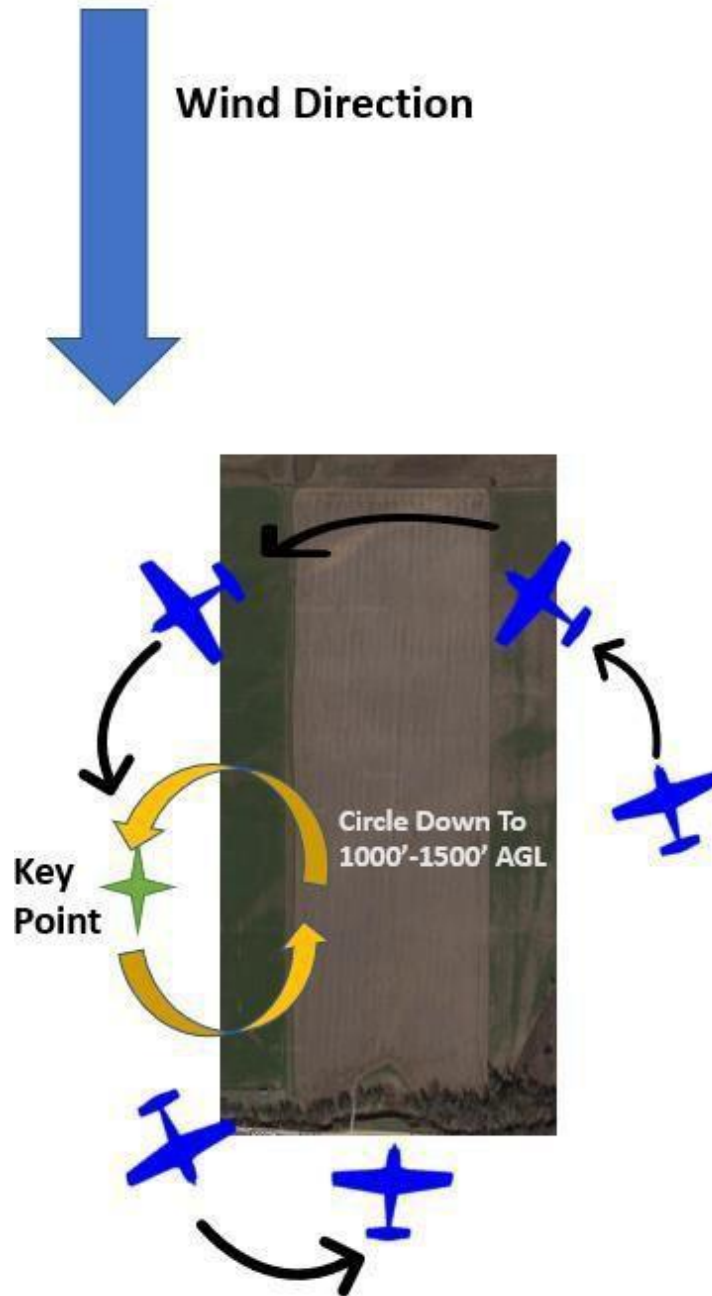 Wind Direction
Circle Down To
1000’-1500’ AGL
Key
Point